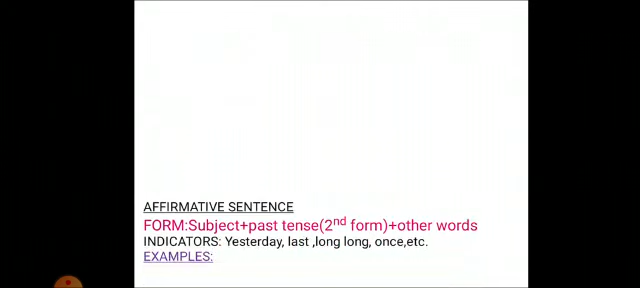 AFFIRMATIVE SENTENCE
FORM:Subject+past tense(2nd form)+other words
INDICATORS: Yesterday, last ,long long, once,etc.
EXAMPLES: